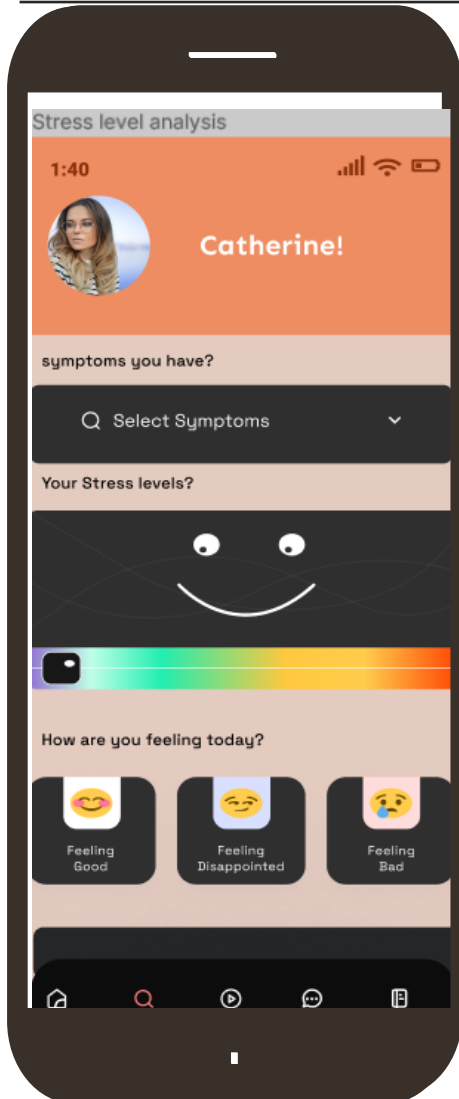 Stress level analysis
1:40
Catherine!
symptoms you have?
Select Symptoms
Your Stress levels?
How are you feeling today?
Feeling
Good
Feeling
Disappointed
Feeling
Bad